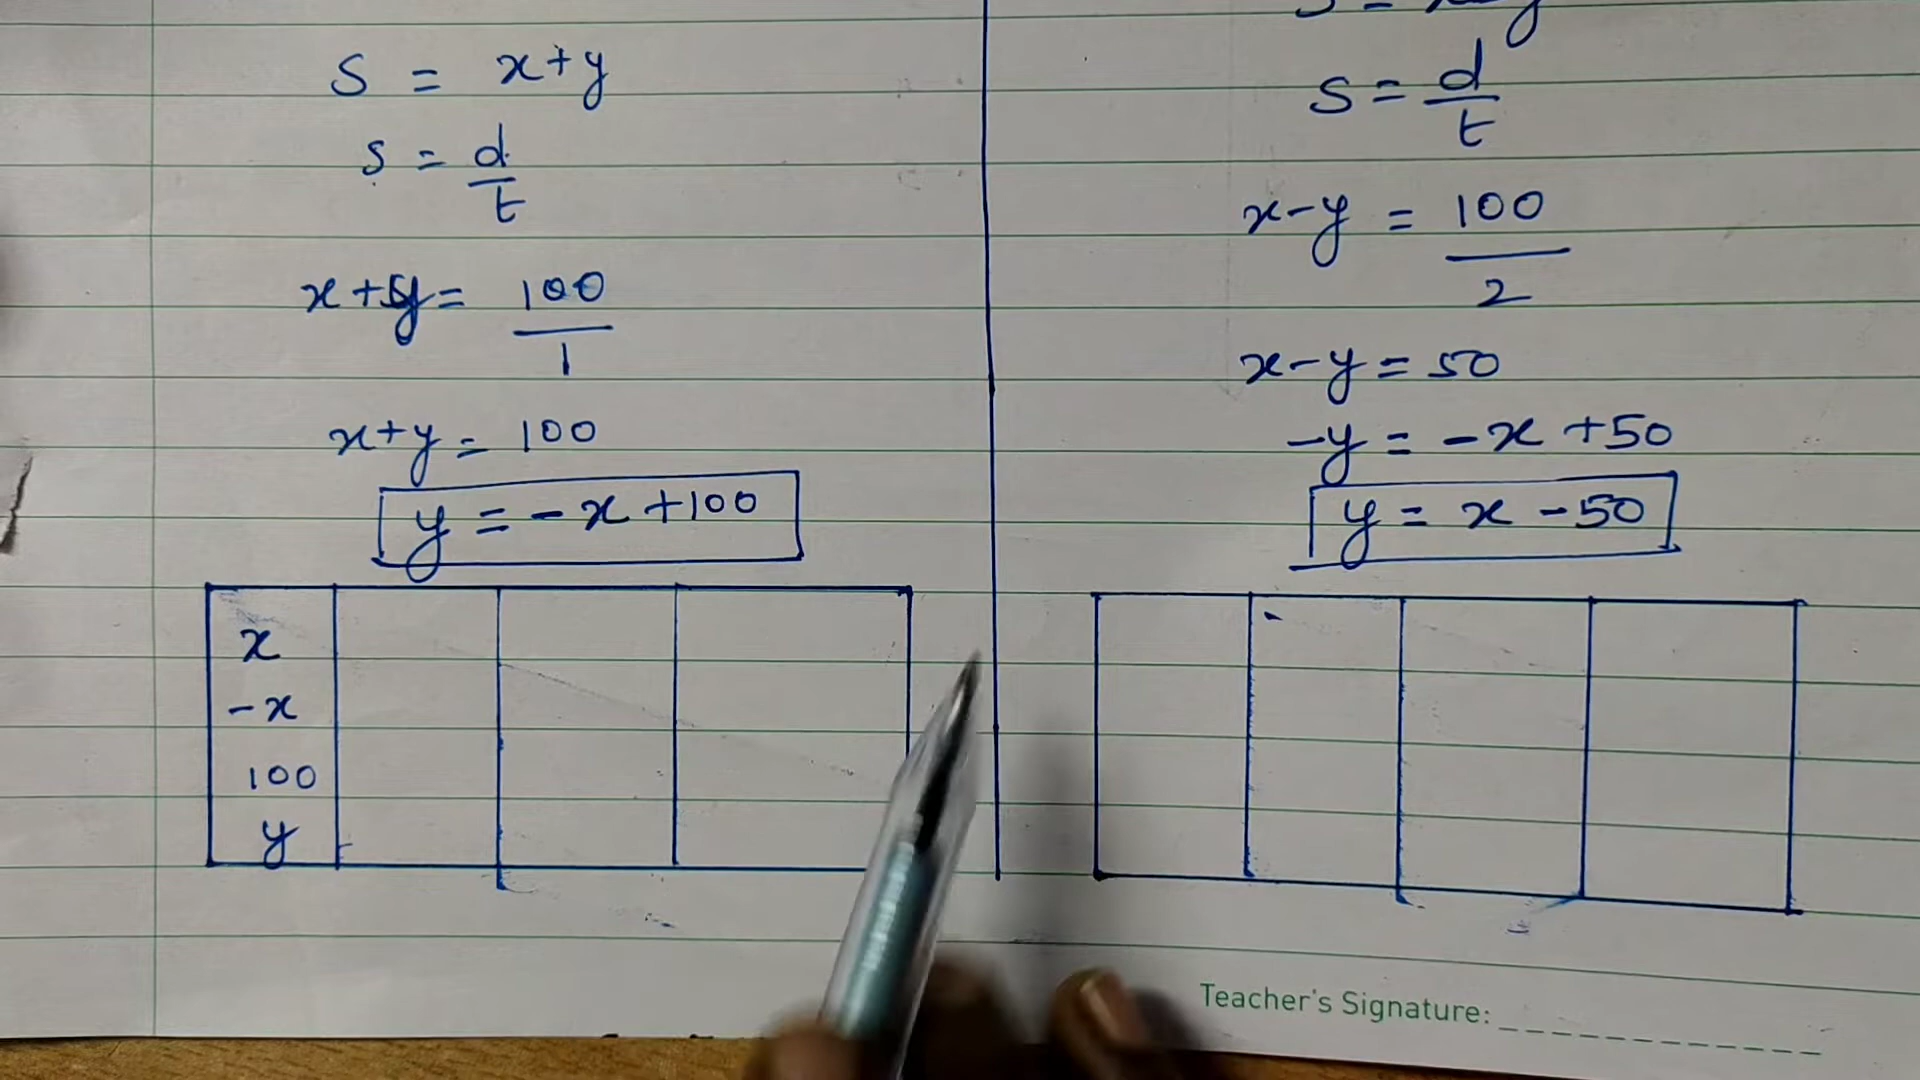 S = x+y
s = d/t
x+y = 100/1
x+y = 100
y = -x+100
x
-x
100
y
s = d/t
x-y = 100/2
x-y = 50
-y = -x+50
y = x-50
Teacher's Signature: